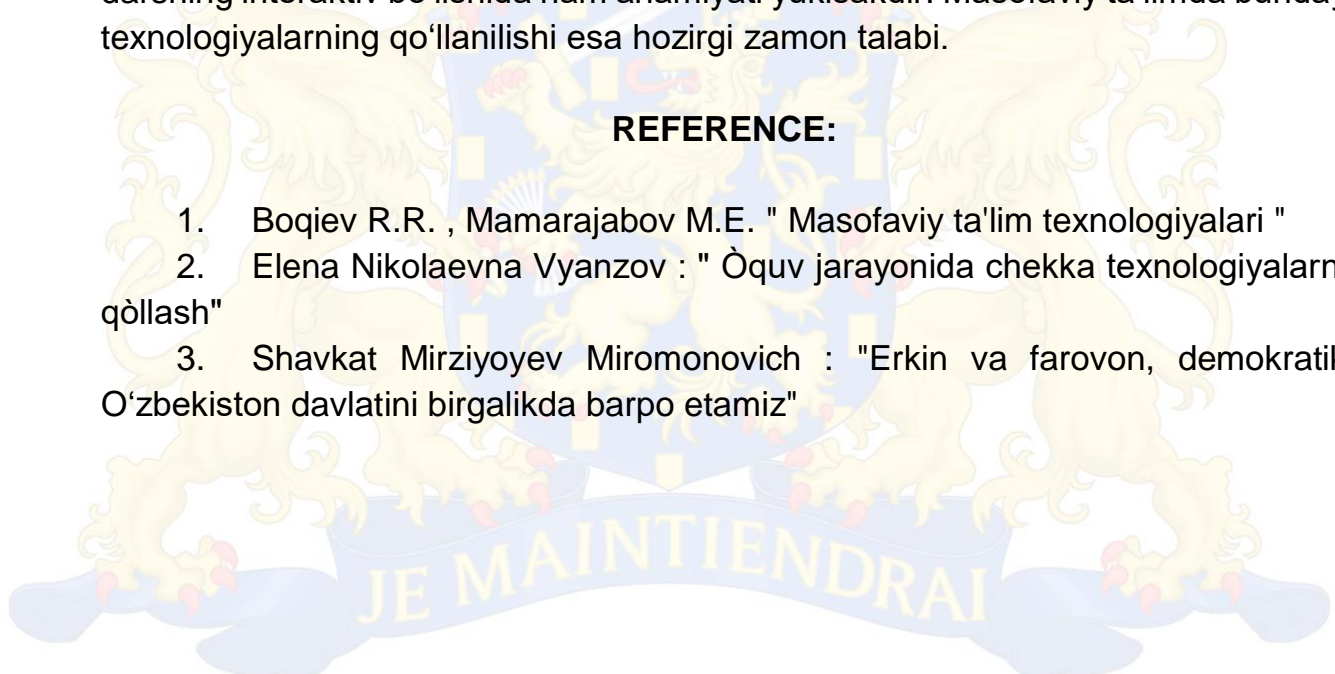 texnologiyalarning qo‘llanilishi esa hozirgi zamon talabi.
REFERENCE:
1. Boqiev R.R. , Mamarajabov M.E. " Masofaviy ta'lim texnologiyalari "
2. Elena Nikolaevna Vyanzov : " Òquv jarayonida chekka texnologiyalarn
qòllash"
3. Shavkat Mirziyoyev Miromonovich : "Erkin va farovon, demokratik
O‘zbekiston davlatini birgalikda barpo etamiz"
JE MAINTIENDRAI